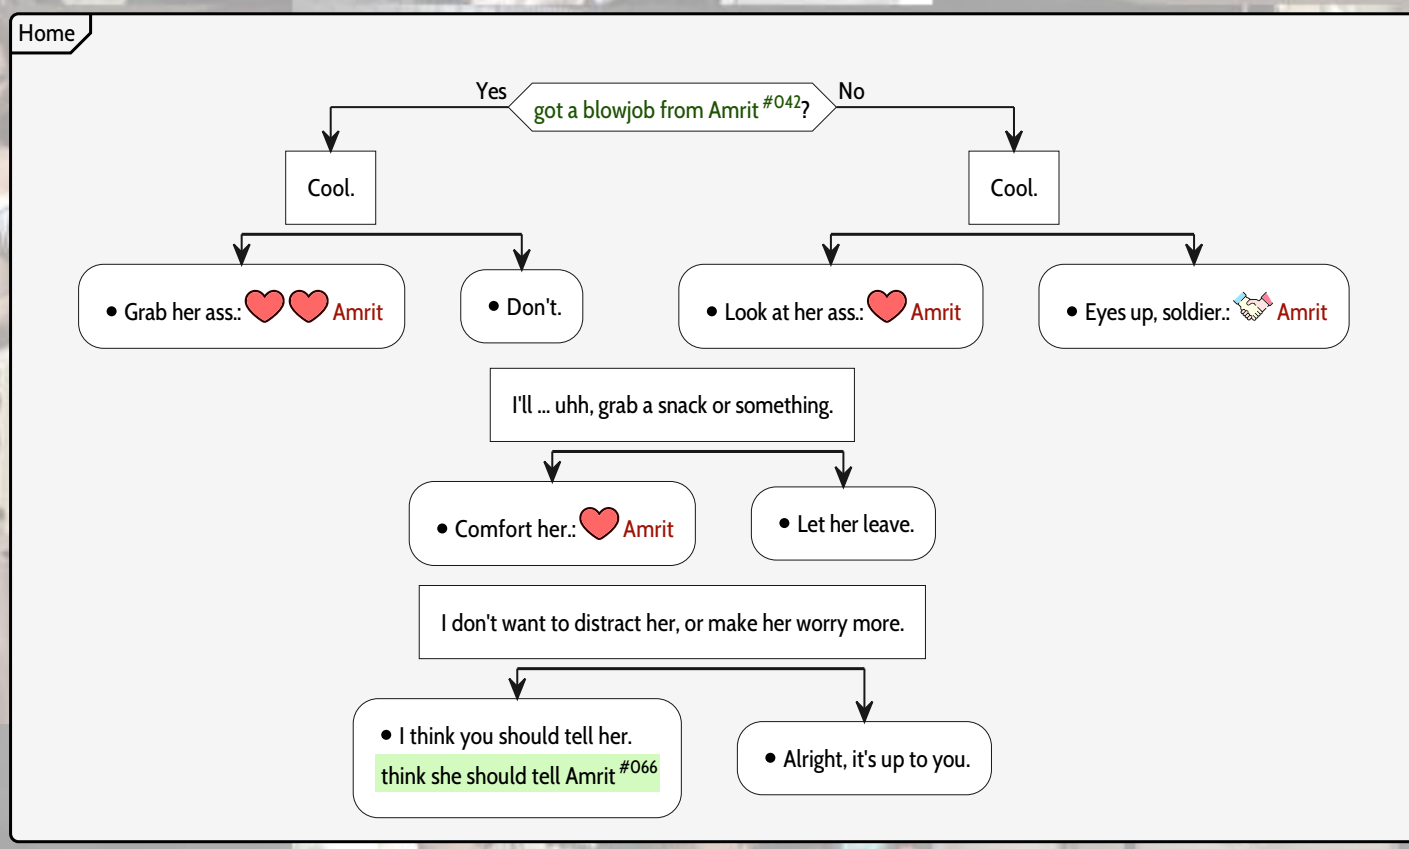 Home
Yes
got a blowjob from Amrit #042?
No
Cool.
Cool.
• Grab her ass.: Amrit
• Don't.
• Look at her ass.: Amrit
• Eyes up, soldier.: Amrit
I'll ... uhh, grab a snack or something.
• Comfort her.: Amrit
• Let her leave.
I don't want to distract her, or make her worry more.
• I think you should tell her.
think she should tell Amrit #066
• Alright, it's up to you.